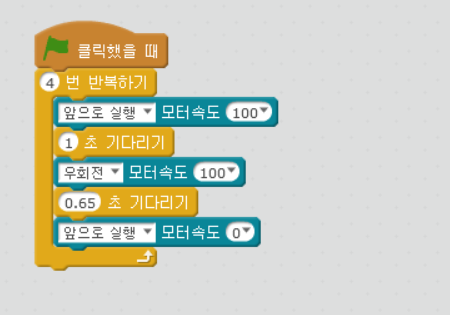 클릭했을 때
4 번 반복하기
앞으로 실행 모터속도 100
1 초 기다리기
우회전 모터속도 100
0.65 초 기다리기
앞으로 실행 모터속도 0